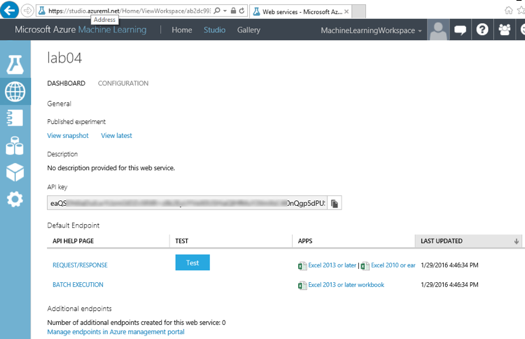 https://studio.azureml.net/Home/ViewWorkspace/ab2dc99
Web services - Microsoft Az...
Address
Microsoft Azure Machine Learning | Home Studio Gallery MachineLearningWorkspace
lab04
DASHBOARD CONFIGURATION
General
Published experiment
View snapshot View latest
Description
No description provided for this web service.
API key
Default Endpoint
API HELP PAGE TEST APPS LAST UPDATED
REQUEST/RESPONSE Test Excel 2013 or later | Excel 2010 or ear 1/29/2016 4:46:34 PM
BATCH EXECUTION Excel 2013 or later workbook 1/29/2016 4:46:34 PM
Additional endpoints
Number of additional endpoints created for this web service: 0
Manage endpoints in Azure management portal